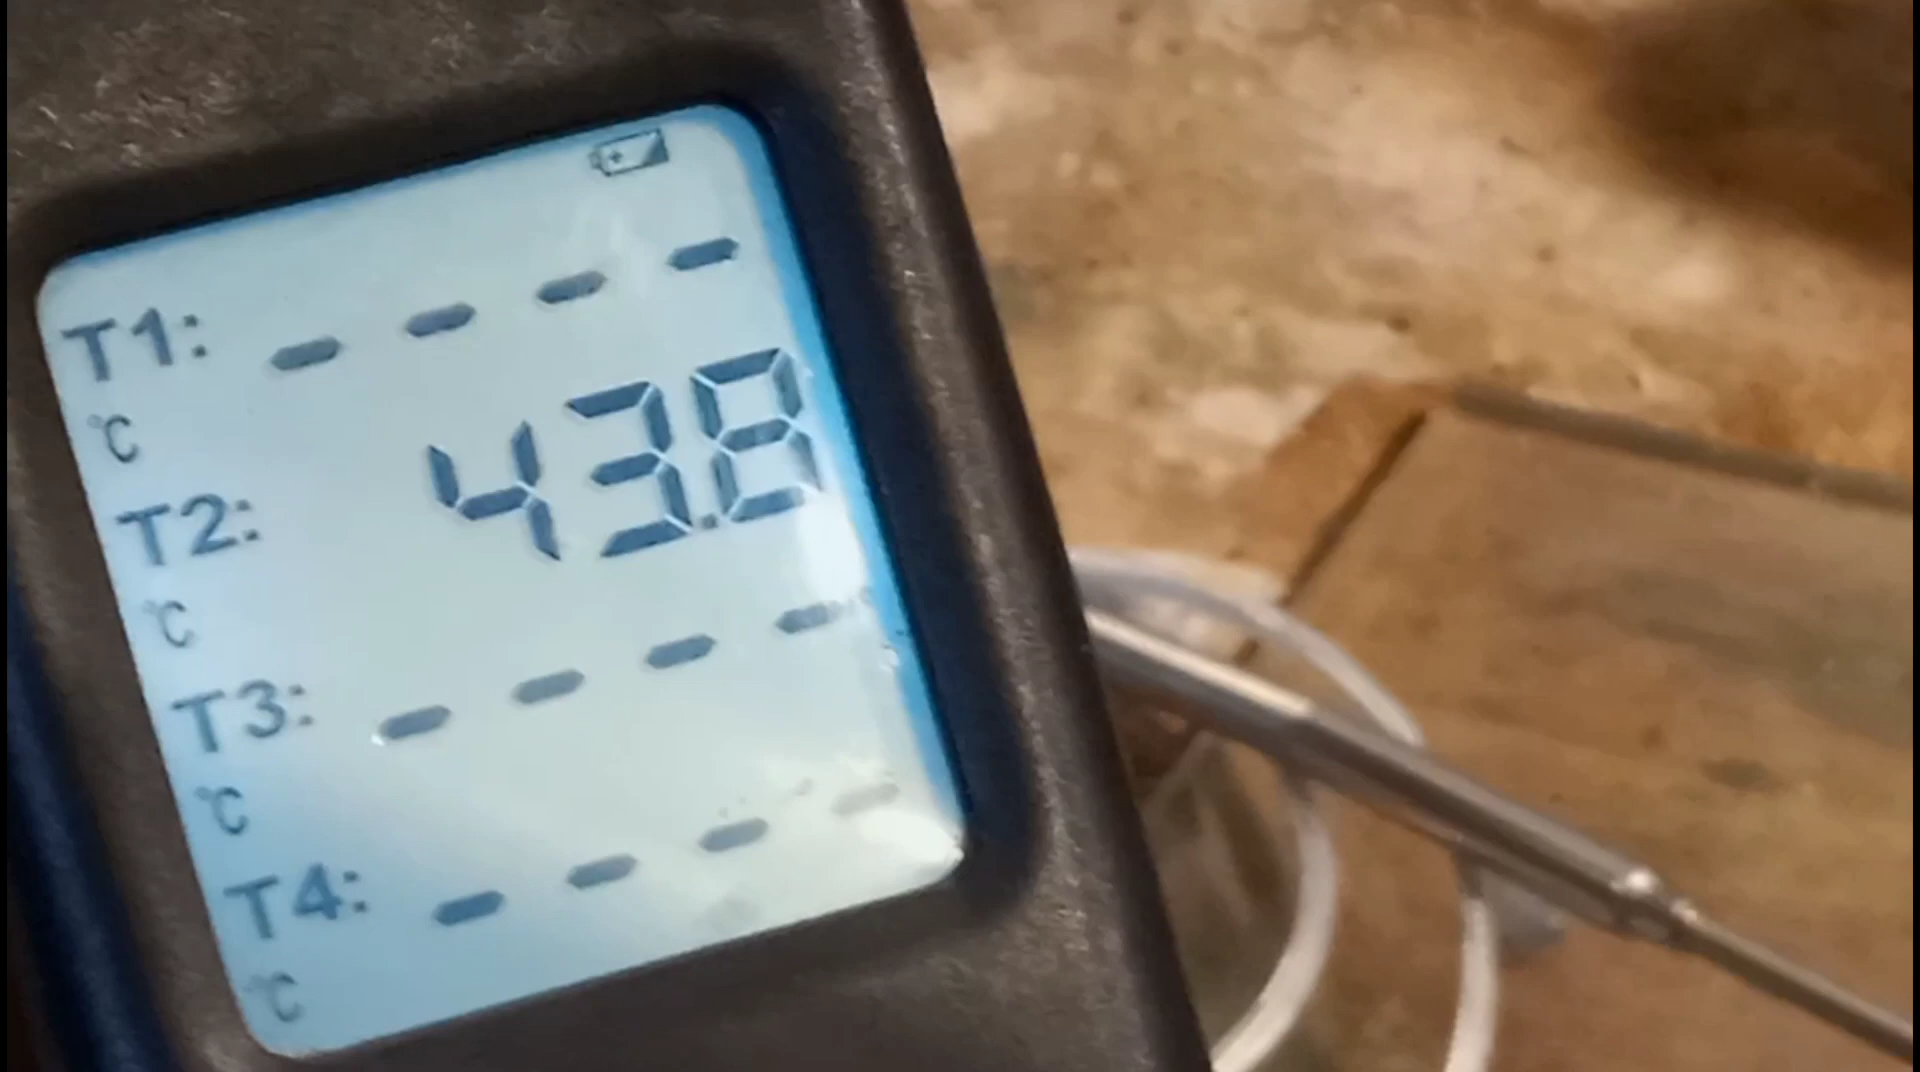 T1: ----
°C
T2: 43.8
°C
T3: ----
°C
T4: ----
°C